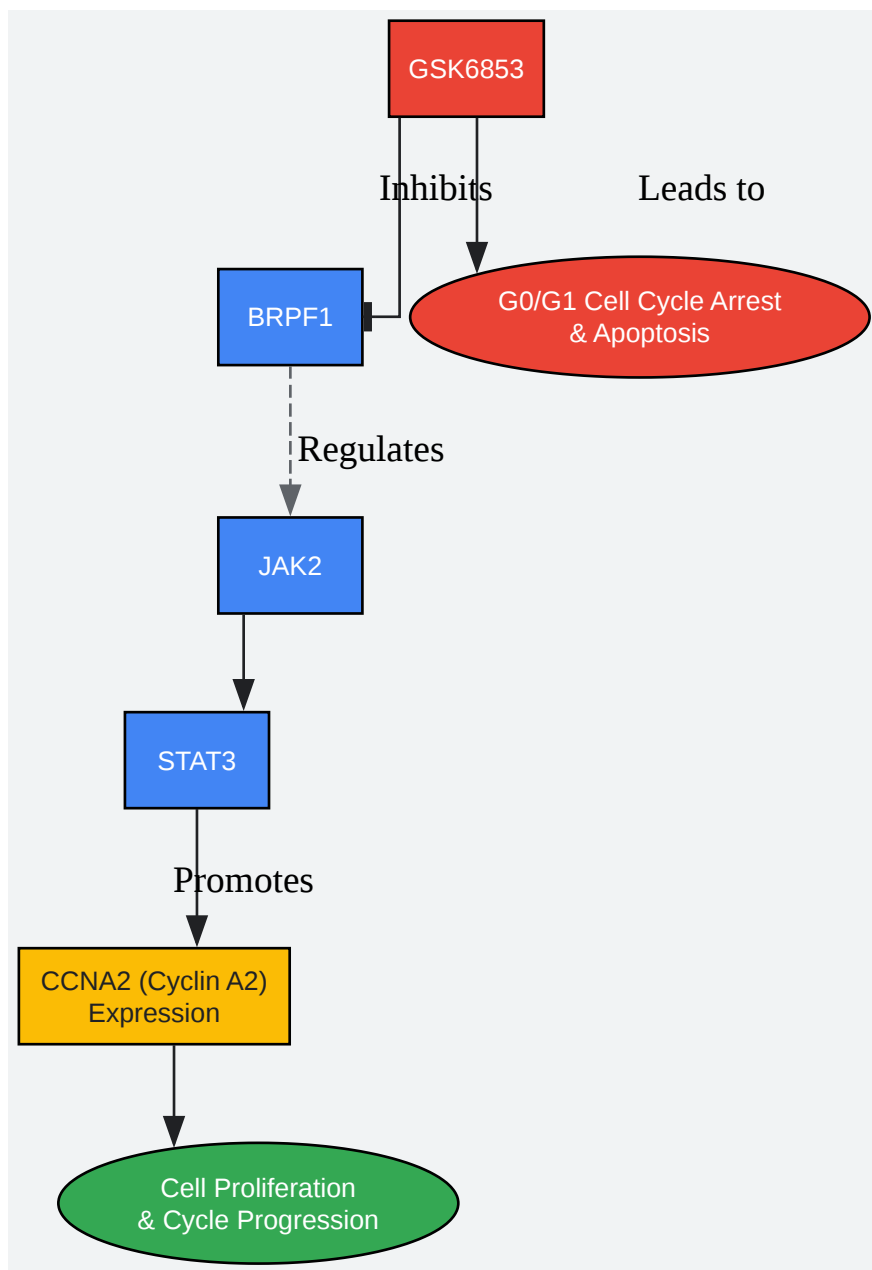 GSK6853
Inhibits
Leads to
BRPF1
G0/G1 Cell Cycle Arrest
& Apoptosis
Regulates
JAK2
STAT3
Promotes
CCNA2 (Cyclin A2)
Expression
Cell Proliferation
& Cycle Progression